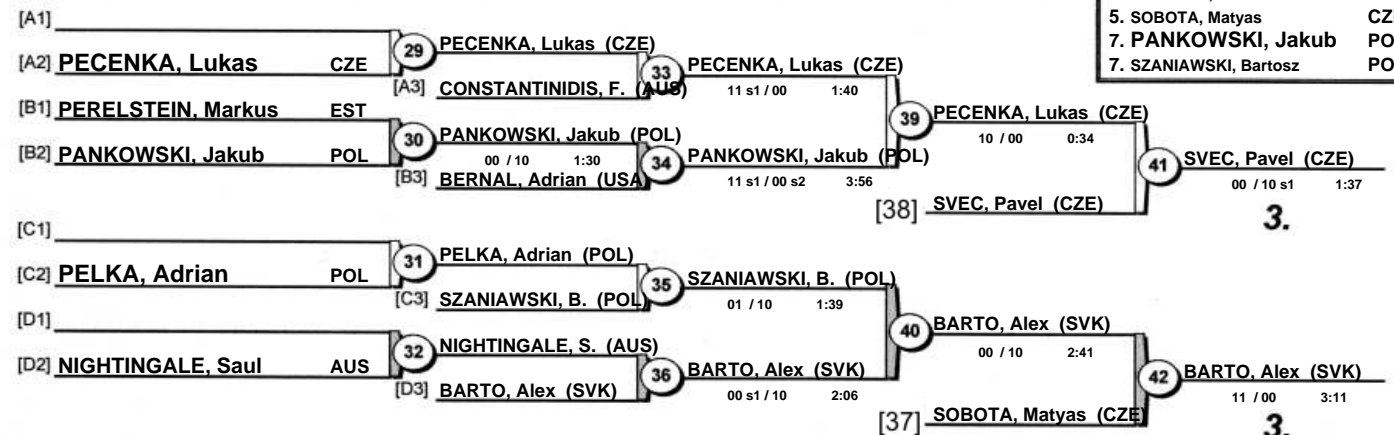 5. SOBOTA, Matyas
7. PANKOWSKI, Jakub
7. SZANIAWSKI, Bartosz
[A1]
[A2] PECENKA, Lukas CZE
29
PECENKA, Lukas (CZE)
[A3] CONSTANTINIDIS, F. (AUS)
33
PECENKA, Lukas (CZE)
11 s1 / 00 1:40
[B1] PERELSTEIN, Markus EST
[B2] PANKOWSKI, Jakub POL
30
PANKOWSKI, Jakub (POL)
00 / 10 1:30
[B3] BERNAL, Adrian (USA)
34
PANKOWSKI, Jakub (POL)
11 s1 / 00 s2 3:56
39
PECENKA, Lukas (CZE)
10 / 00 0:34
[38] SVEC, Pavel (CZE)
41
SVEC, Pavel (CZE)
00 / 10 s1 1:37
3.
[C1]
[C2] PELKA, Adrian POL
31
PELKA, Adrian (POL)
[C3] SZANIAWSKI, B. (POL)
35
SZANIAWSKI, B. (POL)
01 / 10 1:39
[D1]
[D2] NIGHTINGALE, Saul AUS
32
NIGHTINGALE, S. (AUS)
[D3] BARTO, Alex (SVK)
36
BARTO, Alex (SVK)
00 s1 / 10 2:06
40
BARTO, Alex (SVK)
00 / 10 2:41
[37] SOBOTA, Matyas (CZE)
42
BARTO, Alex (SVK)
11 / 00 3:11
3.